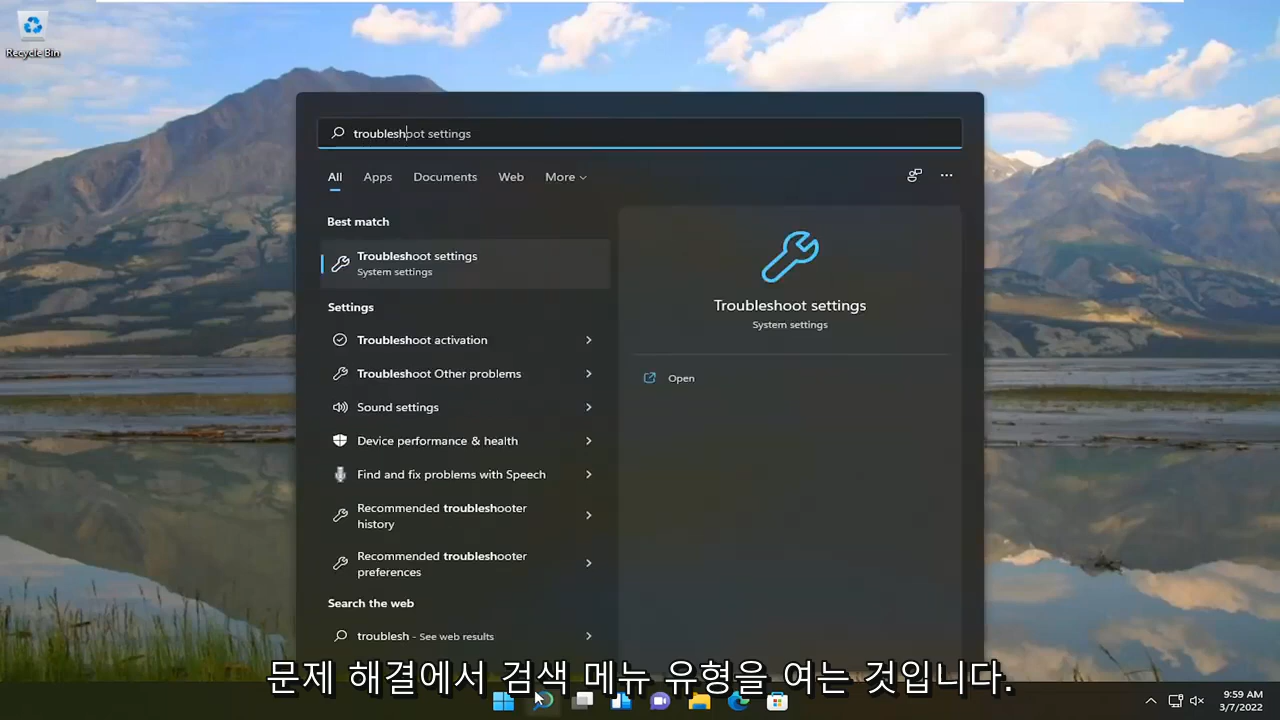 Recycle Bin
troubleshoot settings
All Apps Documents Web More
Best match
Troubleshoot settings
System settings
Settings
Troubleshoot activation
Troubleshoot Other problems
Sound settings
Device performance & health
Find and fix problems with Speech
Recommended troubleshooter
history
Recommended troubleshooter
preferences
Search the web
troublesh - See web results
Troubleshoot settings
System settings
Open
문제 해결에서 검색 메뉴 유형을 여는 것입니다.
9:59 AM
3/7/2022